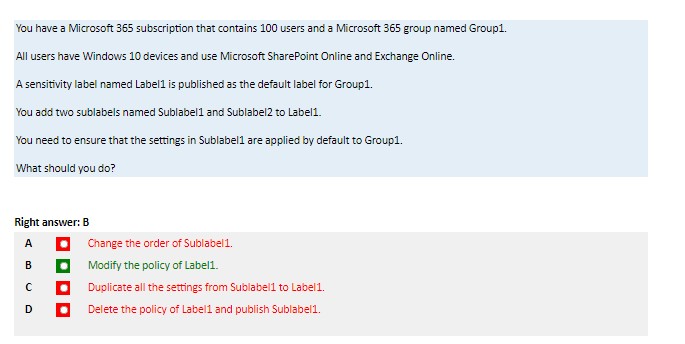 You have a Microsoft 365 subscription that contains 100 users and a Microsoft 365 group named Group1.
All users have Windows 10 devices and use Microsoft SharePoint Online and Exchange Online.
A sensitivity label named Label1 is published as the default label for Group1.
You add two sublabels named Sublabel1 and Sublabel2 to Label1.
You need to ensure that the settings in Sublabel1 are applied by default to Group1.
What should you do?
Right answer: B
A Change the order of Sublabel1.
B Modify the policy of Label1.
C Duplicate all the settings from Sublabel1 to Label1.
D Delete the policy of Label1 and publish Sublabel1.